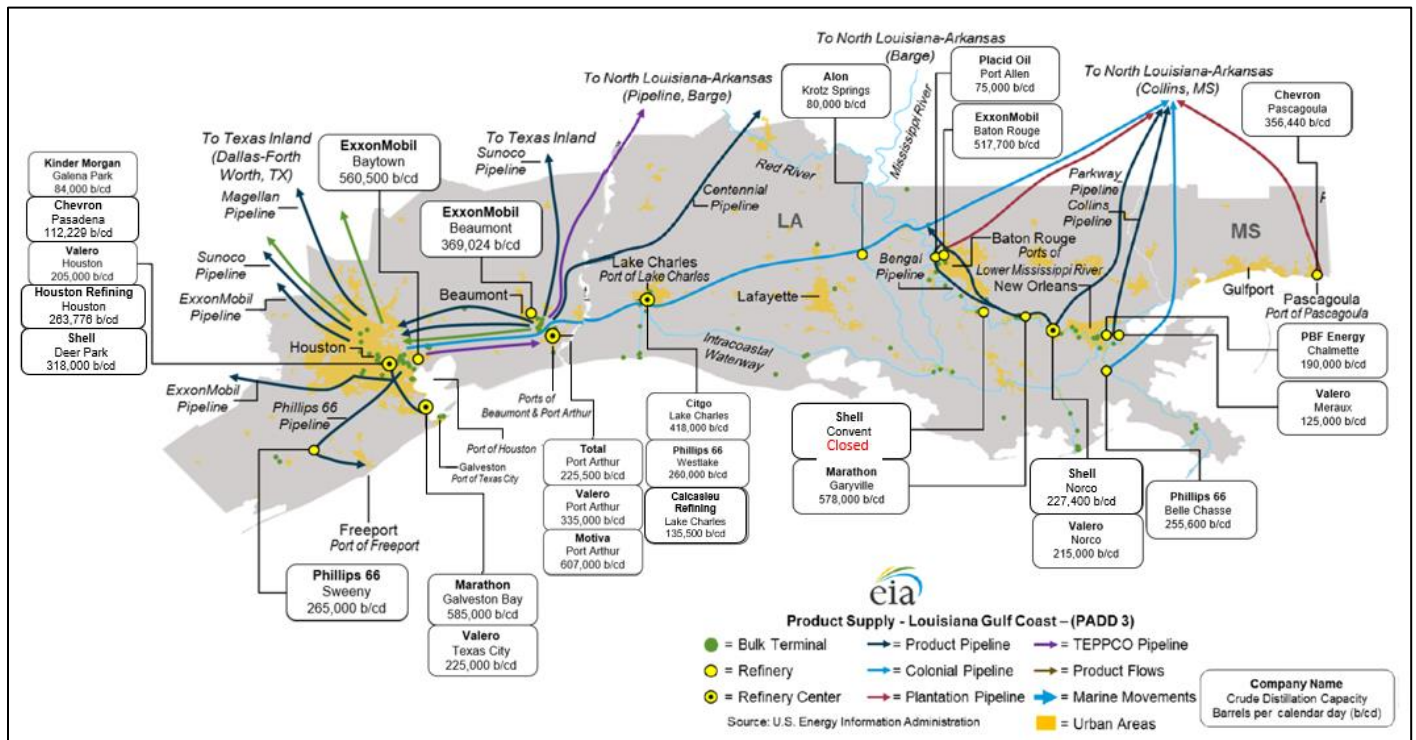 To North Louisiana-Arkansas
(Barge)
To North Louisiana-Arkansas
(Pipeline, Barge)
To North Louisiana-Arkansas
(Collins, MS)
To Texas Inland
(Dallas-Forth
Worth, TX)
To Texas Inland
Sunoco
Pipeline
Magellan
Pipeline
Sunoco
Pipeline
ExxonMobil
Pipeline
ExxonMobil
Pipeline
Phillips 66
Pipeline
Kinder Morgan
Galena Park
84,000 b/cd
Chevron
Pasadena
112,229 b/cd
Valero
Houston
205,000 b/cd
Houston Refining
Houston
263,776 b/cd
Shell
Deer Park
318,000 b/cd
ExxonMobil
Baytown
560,500 b/cd
ExxonMobil
Beaumont
369,024 b/cd
Alon
Krotz Springs
80,000 b/cd
Placid Oil
Port Allen
75,000 b/cd
ExxonMobil
Baton Rouge
517,700 b/cd
Chevron
Pascagoula
356,440 b/cd
Red River
Mississippi River
Centennial
Pipeline
Parkway
Pipeline
Collins
Pipeline
LA
MS
Lake Charles
Port of Lake Charles
Beaumont
Houston
Lafayette
Bengal
Pipeline
Baton Rouge
Ports of
Lower Mississippi River
New Orleans
Gulfport
Pascagoula
Port of Pascagoula
Intracoastal
Waterway
Ports of
Beaumont & Port Arthur
Port of Houston
Galveston
Port of Texas City
Freeport
Port of Freeport
Phillips 66
Sweeny
265,000 b/cd
Marathon
Galveston Bay
585,000 b/cd
Valero
Texas City
225,000 b/cd
Total
Port Arthur
225,500 b/cd
Valero
Port Arthur
335,000 b/cd
Motiva
Port Arthur
607,000 b/cd
Citgo
Lake Charles
418,000 b/cd
Phillips 66
Westlake
260,000 b/cd
Calcasieu
Refining
Lake Charles
135,500 b/cd
Shell
Convent
Closed
Marathon
Garyville
578,000 b/cd
Shell
Norco
227,400 b/cd
Valero
Norco
215,000 b/cd
Phillips 66
Belle Chasse
255,600 b/cd
PBF Energy
Chalmette
190,000 b/cd
Valero
Meraux
125,000 b/cd
eia
Product Supply - Louisiana Gulf Coast – (PADD 3)
= Bulk Terminal
= Refinery
= Refinery Center
= Product Pipeline
= Colonial Pipeline
= Plantation Pipeline
= TEPPCO Pipeline
= Product Flows
= Marine Movements
= Urban Areas
Source: U.S. Energy Information Administration
Company Name
Crude Distillation Capacity
Barrels per calendar day (b/cd)